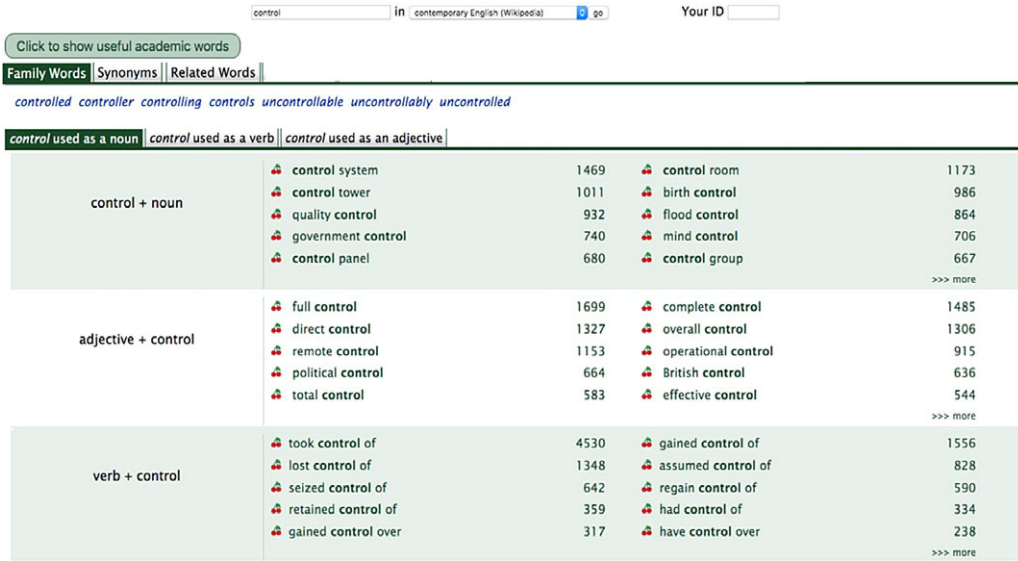 control in contemporary English (Wikipedia) go Your ID
Click to show useful academic words
Family Words Synonyms Related Words
controlled controller controlling controls uncontrollable uncontrollably uncontrolled
control used as a noun control used as a verb control used as an adjective
control + noun
control system 1469 control room 1173
control tower 1011 birth control 986
quality control 932 flood control 864
government control 740 mind control 706
control panel 680 control group 667
>>> more
adjective + control
full control 1699 complete control 1485
direct control 1327 overall control 1306
remote control 1153 operational control 915
political control 664 British control 636
total control 583 effective control 544
>>> more
verb + control
took control of 4530 gained control of 1556
lost control of 1348 assumed control of 828
seized control of 642 regain control of 590
retained control of 359 had control of 334
gained control over 317 have control over 238
>>> more